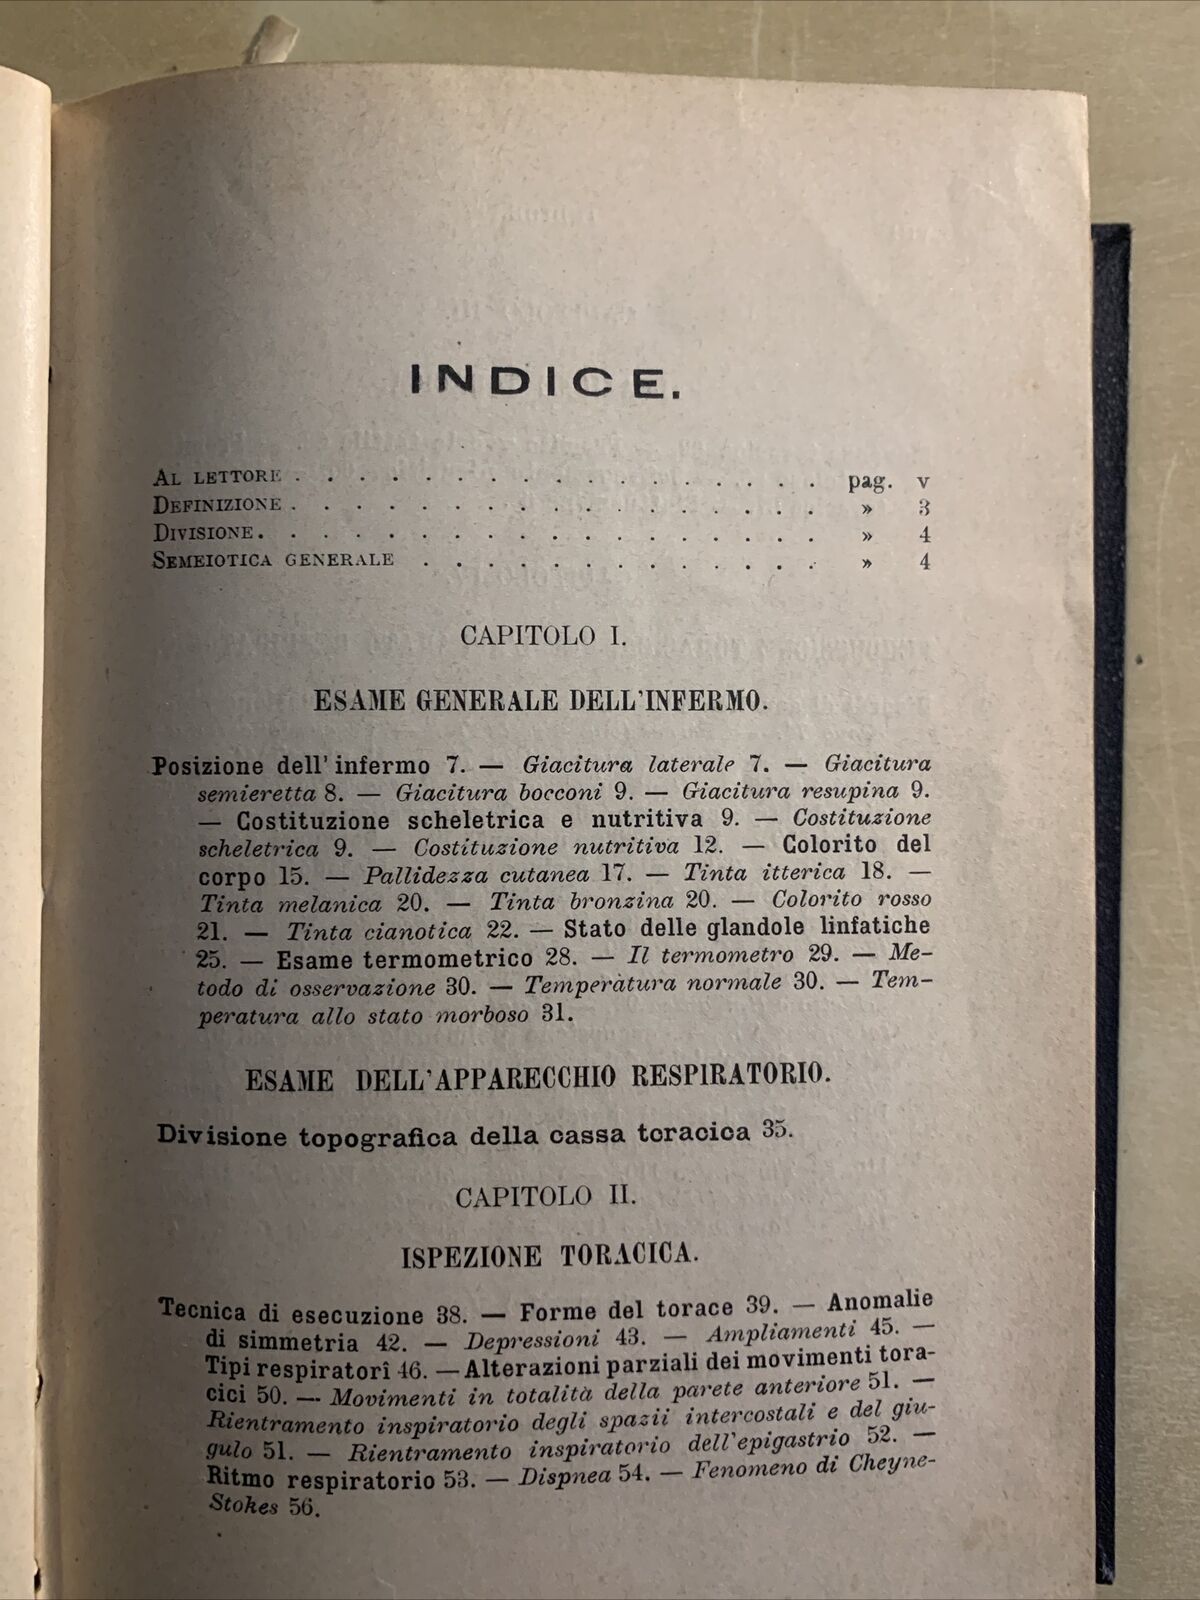 INDICE.
AL LETTORE . . . . . . . . . . . . . . . . . pag. V
DEFINIZIONE . . . . . . . . . . . . . . . . . » 3
DIVISIONE. . . . . . . . . . . . . . . . . . » 4
SEMEIOTICA GENERALE . . . . . . . . . . . . . » 4
CAPITOLO I.
ESAME GENERALE DELL'INFERMO.
Posizione dell'infermo 7. — Giacitura laterale 7. — Giacitura
semieretta 8. — Giacitura bocconi 9. — Giacitura resupina 9.
— Costituzione scheletrica e nutritiva 9. — Costituzione
scheletrica 9. — Costituzione nutritiva 12. — Colorito del
corpo 15. — Pallidezza cutanea 17. — Tinta itterica 18. —
Tinta melanica 20. — Tinta bronzina 20. — Colorito rosso
21. — Tinta cianotica 22. — Stato delle glandole linfatiche
25. — Esame termometrico 28. — Il termometro 29. — Me-
todo di osservazione 30. — Temperàtura normale 30. — Tem-
peratura allo stato morboso 31.
ESAME DELL'APPARECCHIO RESPIRATORIO.
Divisione topografica della cassa toracica 35.
CAPITOLO II.
ISPEZIONE TORACICA.
Tecnica di esecuzione 38. — Forme del torace 39. — Anomalie
di simmetria 42. — Depressioni 43. — Ampliamenti 45. —
Tipi respiratorî 46. — Alterazioni parziali dei movimenti tora-
cici 50. — Movimenti in totalità della parete anteriore 51. —
Rientramento inspiratorio degli spazii intercostali e del giu-
gulo 51. — Rientramento inspiratorio dell'epigastrio 52. —
Ritmo respiratorio 53. — Dispnea 54. — Fenomeno di Cheyne-
Stokes 56.